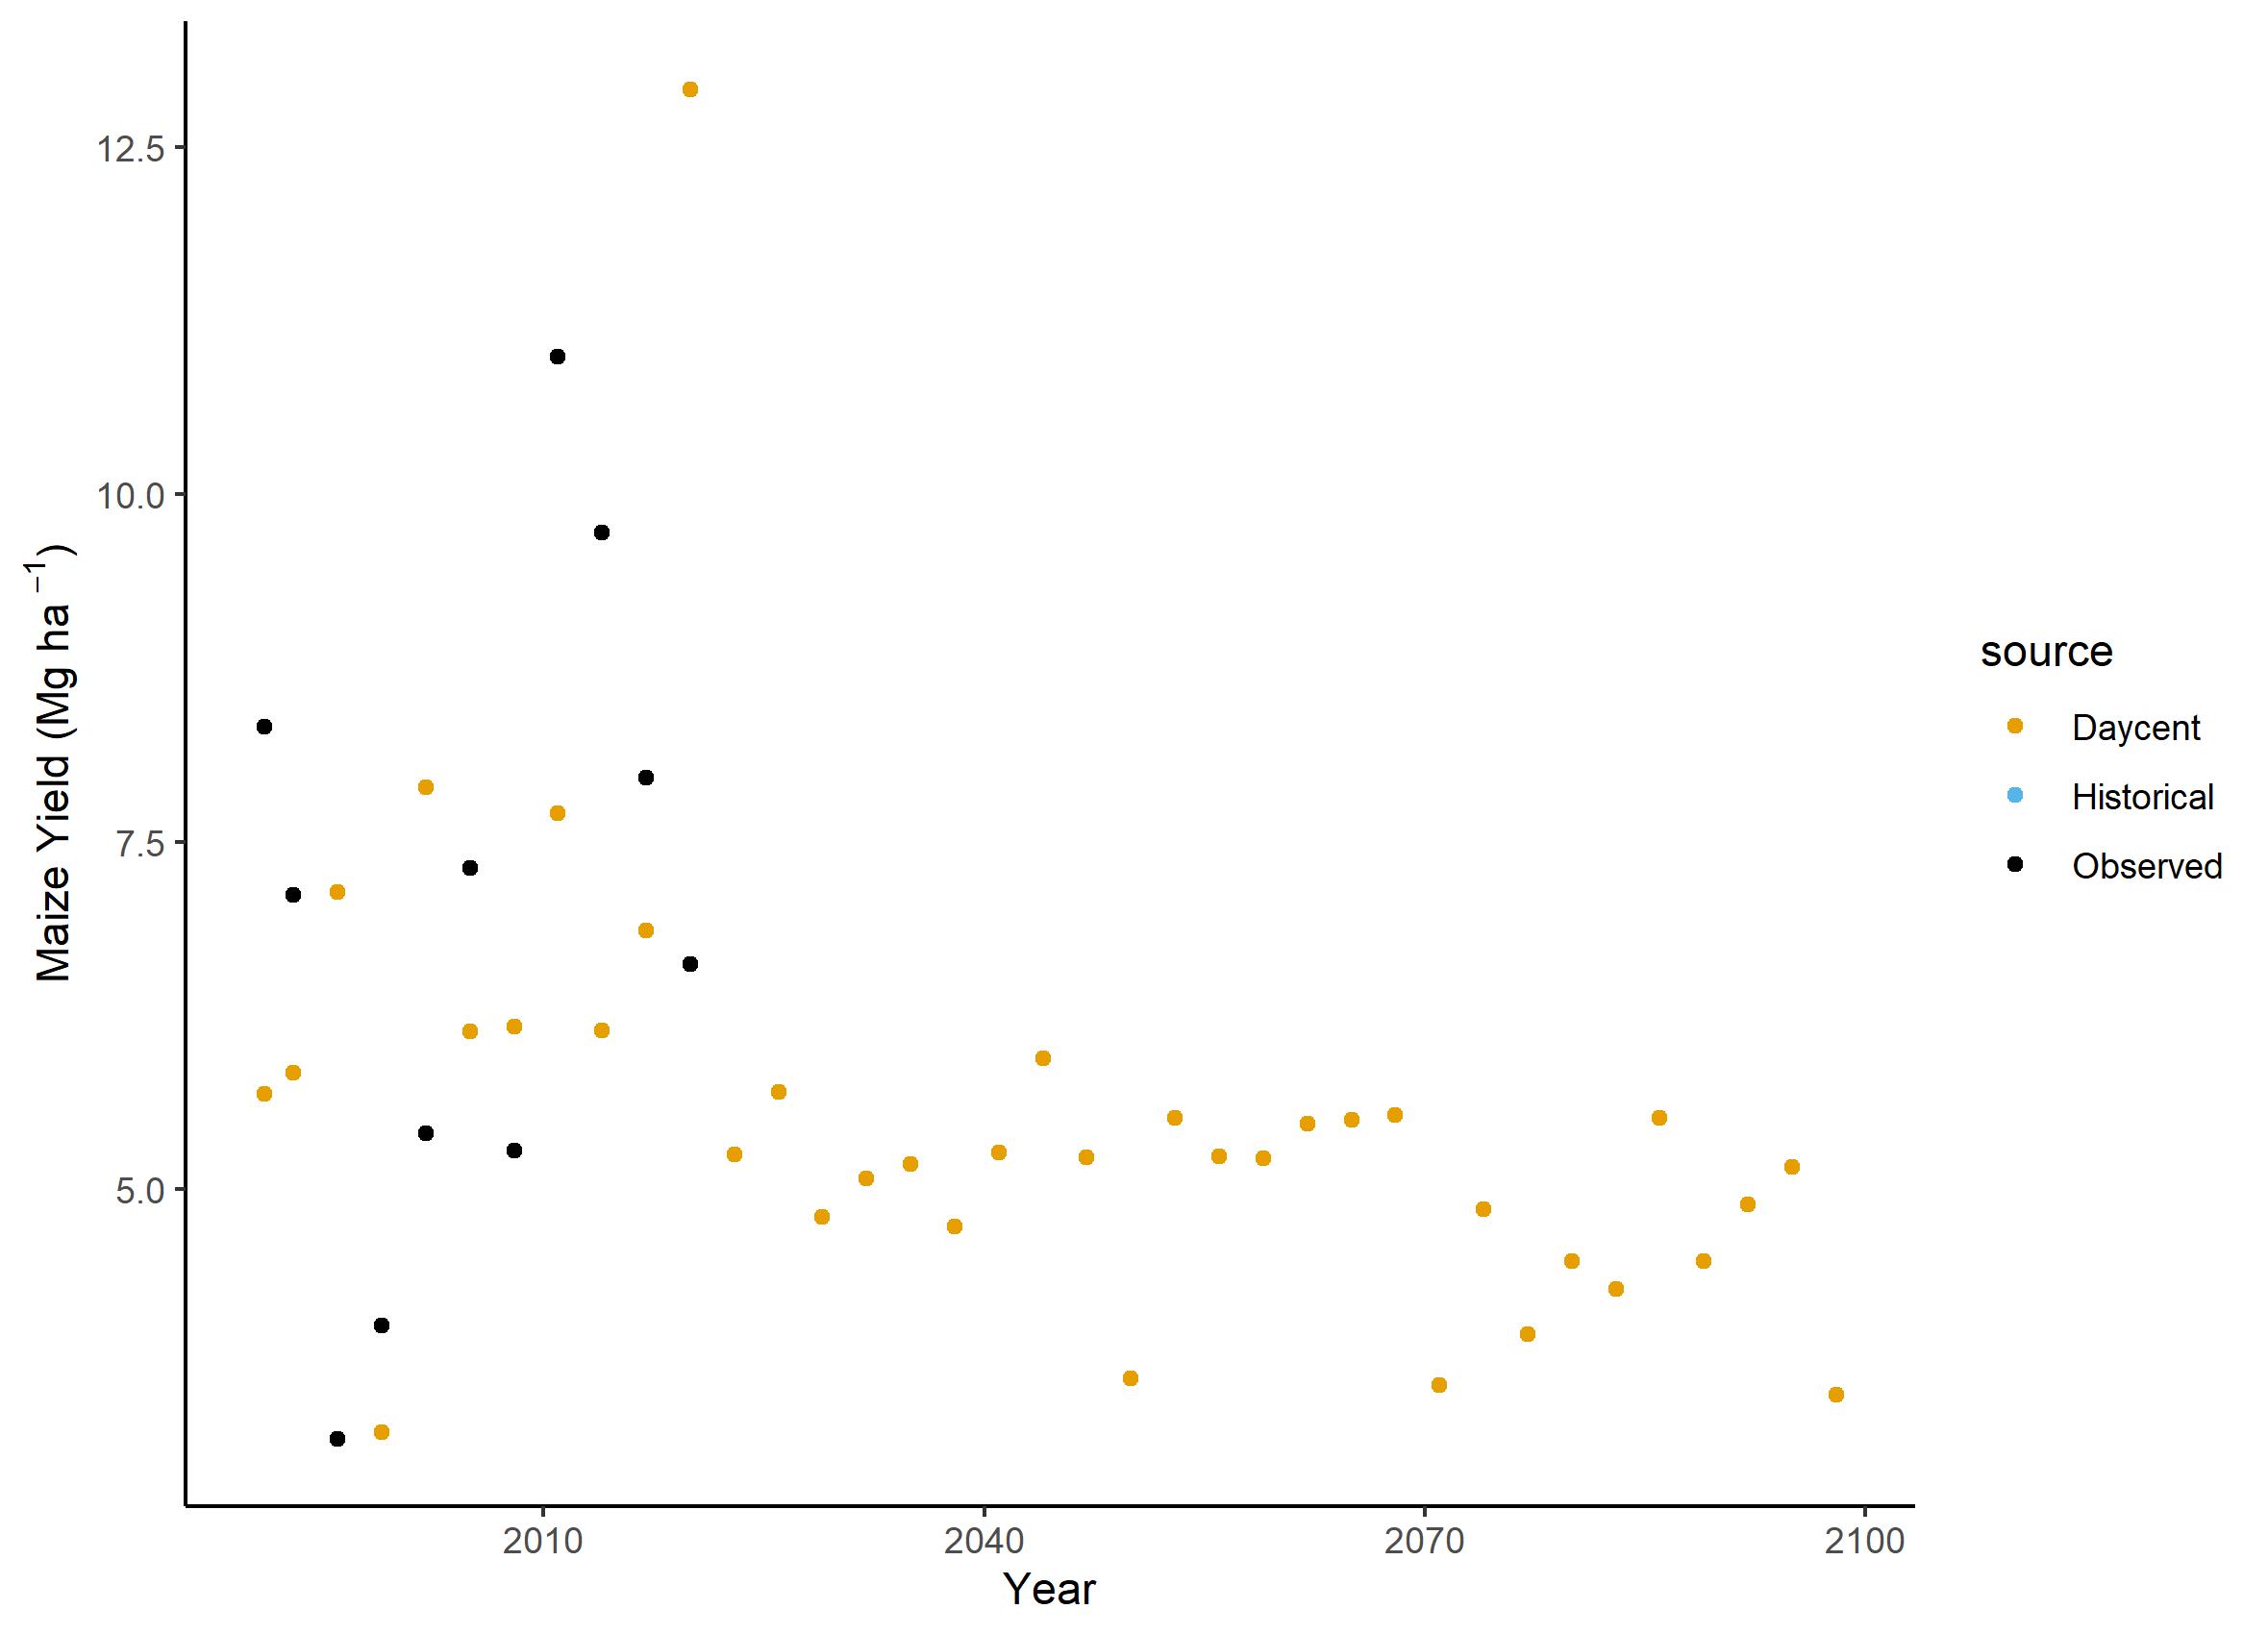 12.5
10.0
7.5
5.0
Maize Yield (Mg ha⁻¹)
2010 2040 2070 2100
Year
source
Daycent
Historical
Observed